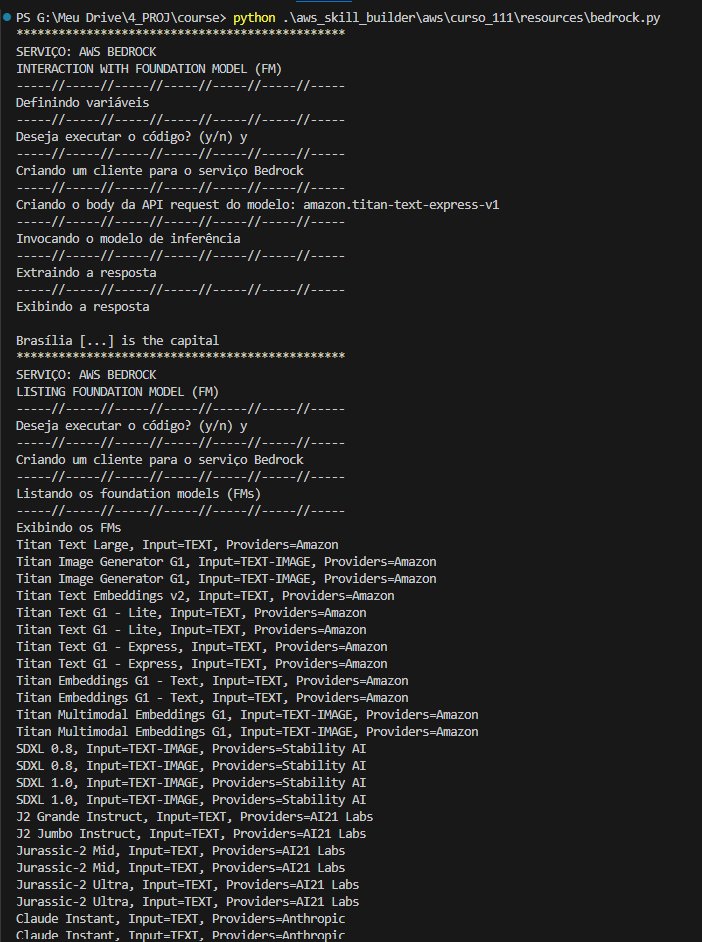 PS G:\Meu Drive\4_PROJ\course> python .\aws_skill_builder\aws\curso_111\resources\bedrock.py
***********************************************
SERVIÇO: AWS BEDROCK
INTERACTION WITH FOUNDATION MODEL (FM)
-----//-----//-----//-----//-----//-----//-----
Definindo variáveis
-----//-----//-----//-----//-----//-----//-----
Deseja executar o código? (y/n) y
-----//-----//-----//-----//-----//-----//-----
Criando um cliente para o serviço Bedrock
-----//-----//-----//-----//-----//-----//-----
Criando o body da API request do modelo: amazon.titan-text-express-v1
-----//-----//-----//-----//-----//-----//-----
Invocando o modelo de inferência
-----//-----//-----//-----//-----//-----//-----
Extraindo a resposta
-----//-----//-----//-----//-----//-----//-----
Exibindo a resposta
Brasília [...] is the capital
***********************************************
SERVIÇO: AWS BEDROCK
LISTING FOUNDATION MODEL (FM)
-----//-----//-----//-----//-----//-----//-----
Deseja executar o código? (y/n) y
-----//-----//-----//-----//-----//-----//-----
Criando um cliente para o serviço Bedrock
-----//-----//-----//-----//-----//-----//-----
Listando os foundation models (FMs)
-----//-----//-----//-----//-----//-----//-----
Exibindo os FMs
Titan Text Large, Input=TEXT, Providers=Amazon
Titan Image Generator G1, Input=TEXT-IMAGE, Providers=Amazon
Titan Image Generator G1, Input=TEXT-IMAGE, Providers=Amazon
Titan Text Embeddings v2, Input=TEXT, Providers=Amazon
Titan Text G1 - Lite, Input=TEXT, Providers=Amazon
Titan Text G1 - Lite, Input=TEXT, Providers=Amazon
Titan Text G1 - Express, Input=TEXT, Providers=Amazon
Titan Text G1 - Express, Input=TEXT, Providers=Amazon
Titan Embeddings G1 - Text, Input=TEXT, Providers=Amazon
Titan Embeddings G1 - Text, Input=TEXT, Providers=Amazon
Titan Multimodal Embeddings G1, Input=TEXT-IMAGE, Providers=Amazon
Titan Multimodal Embeddings G1, Input=TEXT-IMAGE, Providers=Amazon
SDXL 0.8, Input=TEXT-IMAGE, Providers=Stability AI
SDXL 0.8, Input=TEXT-IMAGE, Providers=Stability AI
SDXL 1.0, Input=TEXT-IMAGE, Providers=Stability AI
SDXL 1.0, Input=TEXT-IMAGE, Providers=Stability AI
J2 Grande Instruct, Input=TEXT, Providers=AI21 Labs
J2 Jumbo Instruct, Input=TEXT, Providers=AI21 Labs
Jurassic-2 Mid, Input=TEXT, Providers=AI21 Labs
Jurassic-2 Mid, Input=TEXT, Providers=AI21 Labs
Jurassic-2 Ultra, Input=TEXT, Providers=AI21 Labs
Jurassic-2 Ultra, Input=TEXT, Providers=AI21 Labs
Claude Instant, Input=TEXT, Providers=Anthropic
Claude Instant, Input=TEXT, Providers=Anthropic